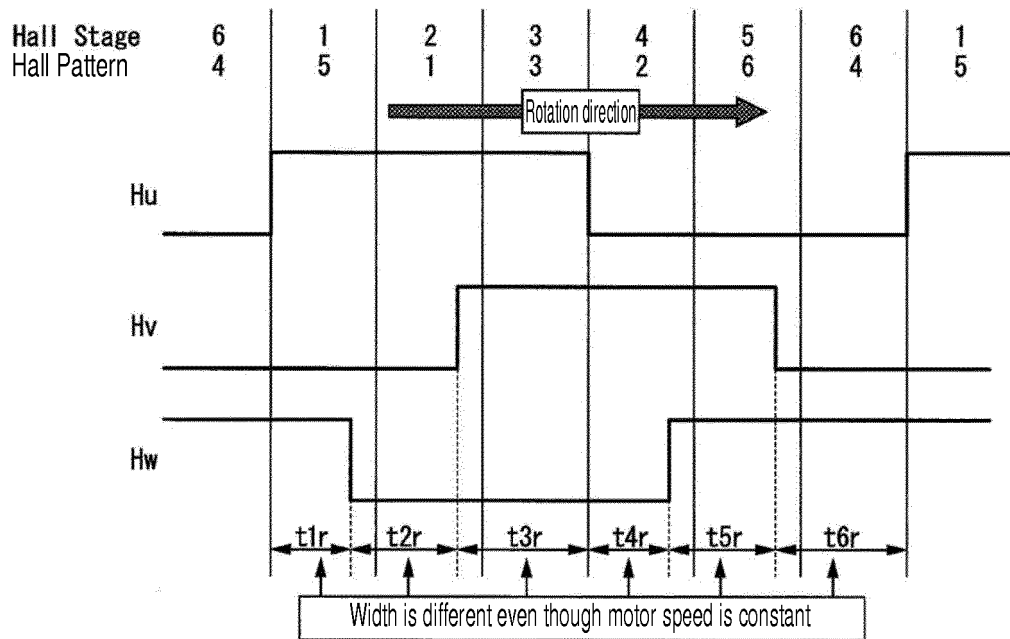 Hall Stage 6 1 2 3 4 5 6 1
Hall Pattern 4 5 1 3 2 6 4 5
Rotation direction
Hu
Hv
Hw
t1r t2r t3r t4r t5r t6r
Width is different even though motor speed is constant